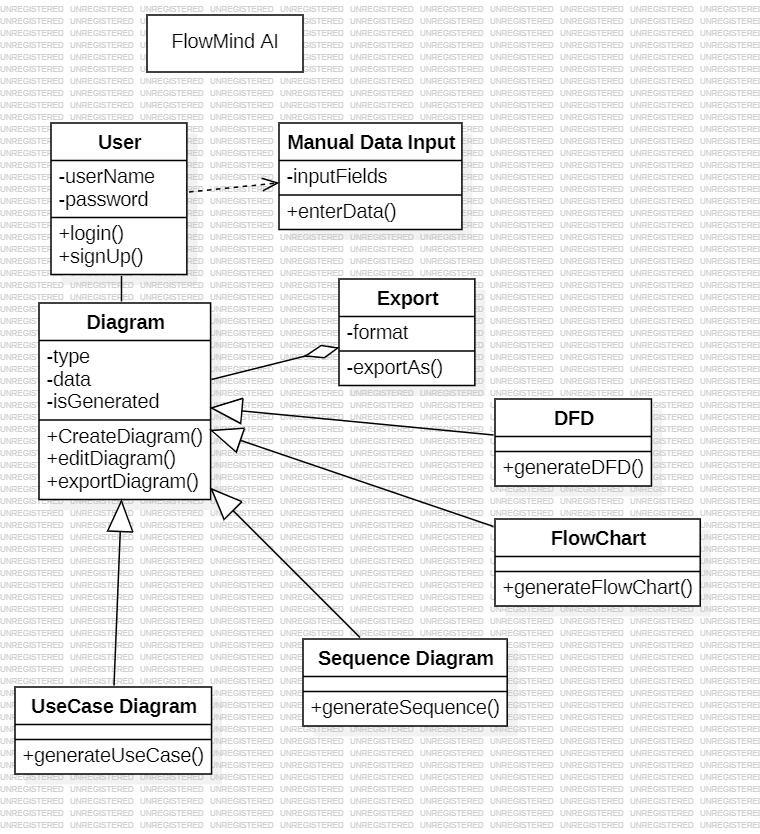 FlowMind AI
User
-userName
-password
+login()
+signUp()
Manual Data Input
-inputFields
+enterData()
Diagram
-type
-data
-isGenerated
+CreateDiagram()
+editDiagram()
+exportDiagram()
Export
-format
-exportAs()
DFD
+generateDFD()
FlowChart
+generateFlowChart()
Sequence Diagram
+generateSequence()
UseCase Diagram
+generateUseCase()
UNREGISTERED